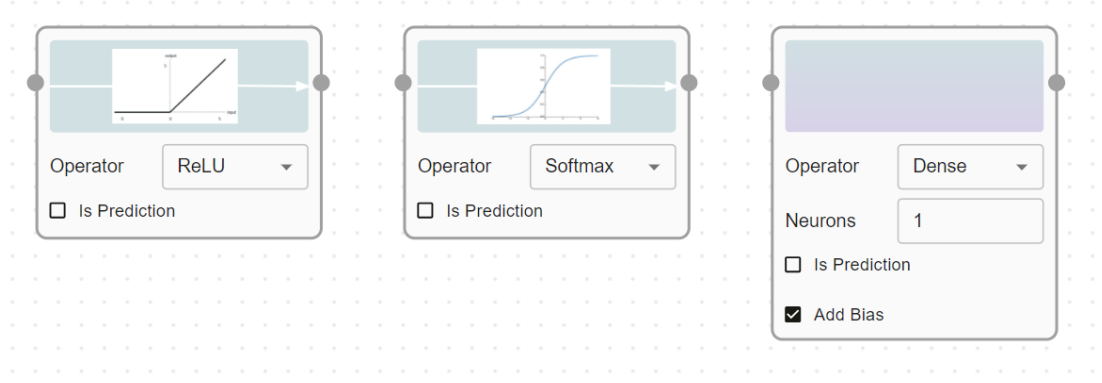 Operator ReLU
Is Prediction
Operator Softmax
Is Prediction
Operator Dense
Neurons 1
Is Prediction
Add Bias